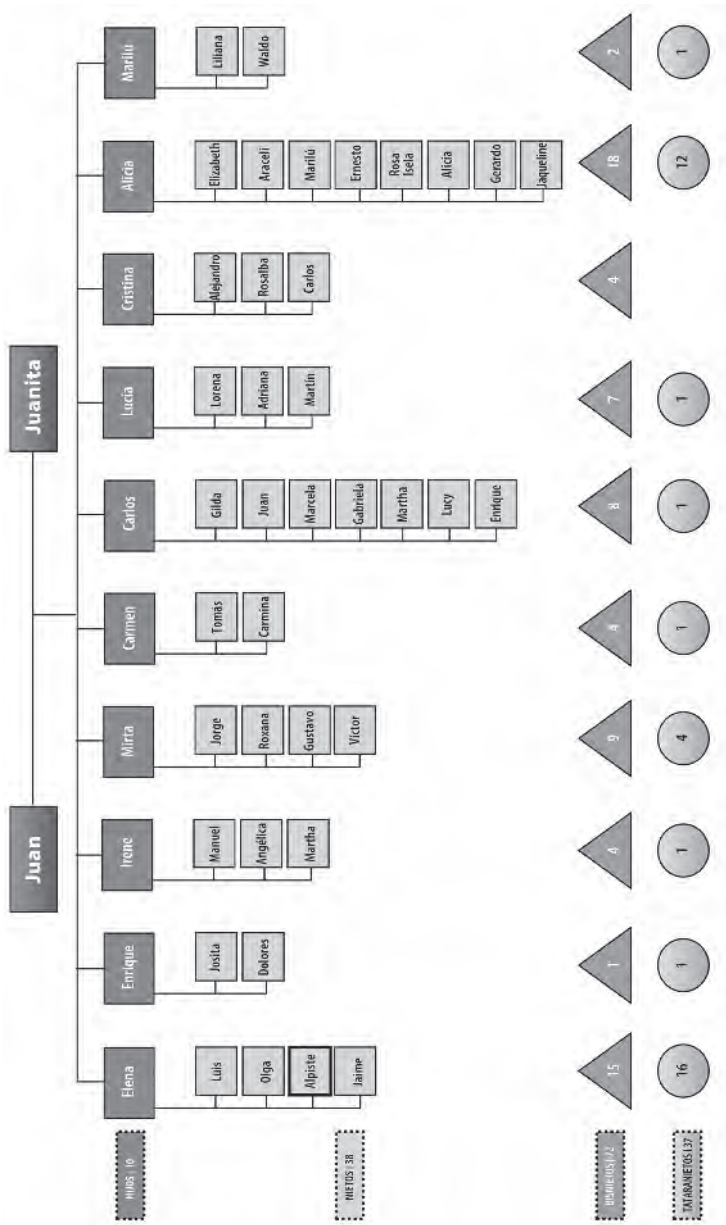 Juan
Juanita
HIJOS | 10
Elena
Enrique
Irene
Mirta
Carmen
Carlos
Lucía
Cristina
Alicia
Marilú
NIETOS | 38
Luis
Olga
Alpiste
Jaime
Jusita
Dolores
Manuel
Angélica
Martha
Jorge
Roxana
Gustavo
Víctor
Tomás
Carmina
Gilda
Juan
Marcela
Gabriela
Martha
Lucy
Enrique
Lorena
Adriana
Martín
Alejandro
Rosalba
Carlos
Elizabeth
Araceli
Marilú
Ernesto
Rosa
Isela
Alicia
Gerardo
Jaqueline
Liliana
Waldo
BISNIETOS | 72
15
1
4
9
4
8
7
4
18
2
TATARANIETOS | 37
16
1
1
4
1
1
1
12
1